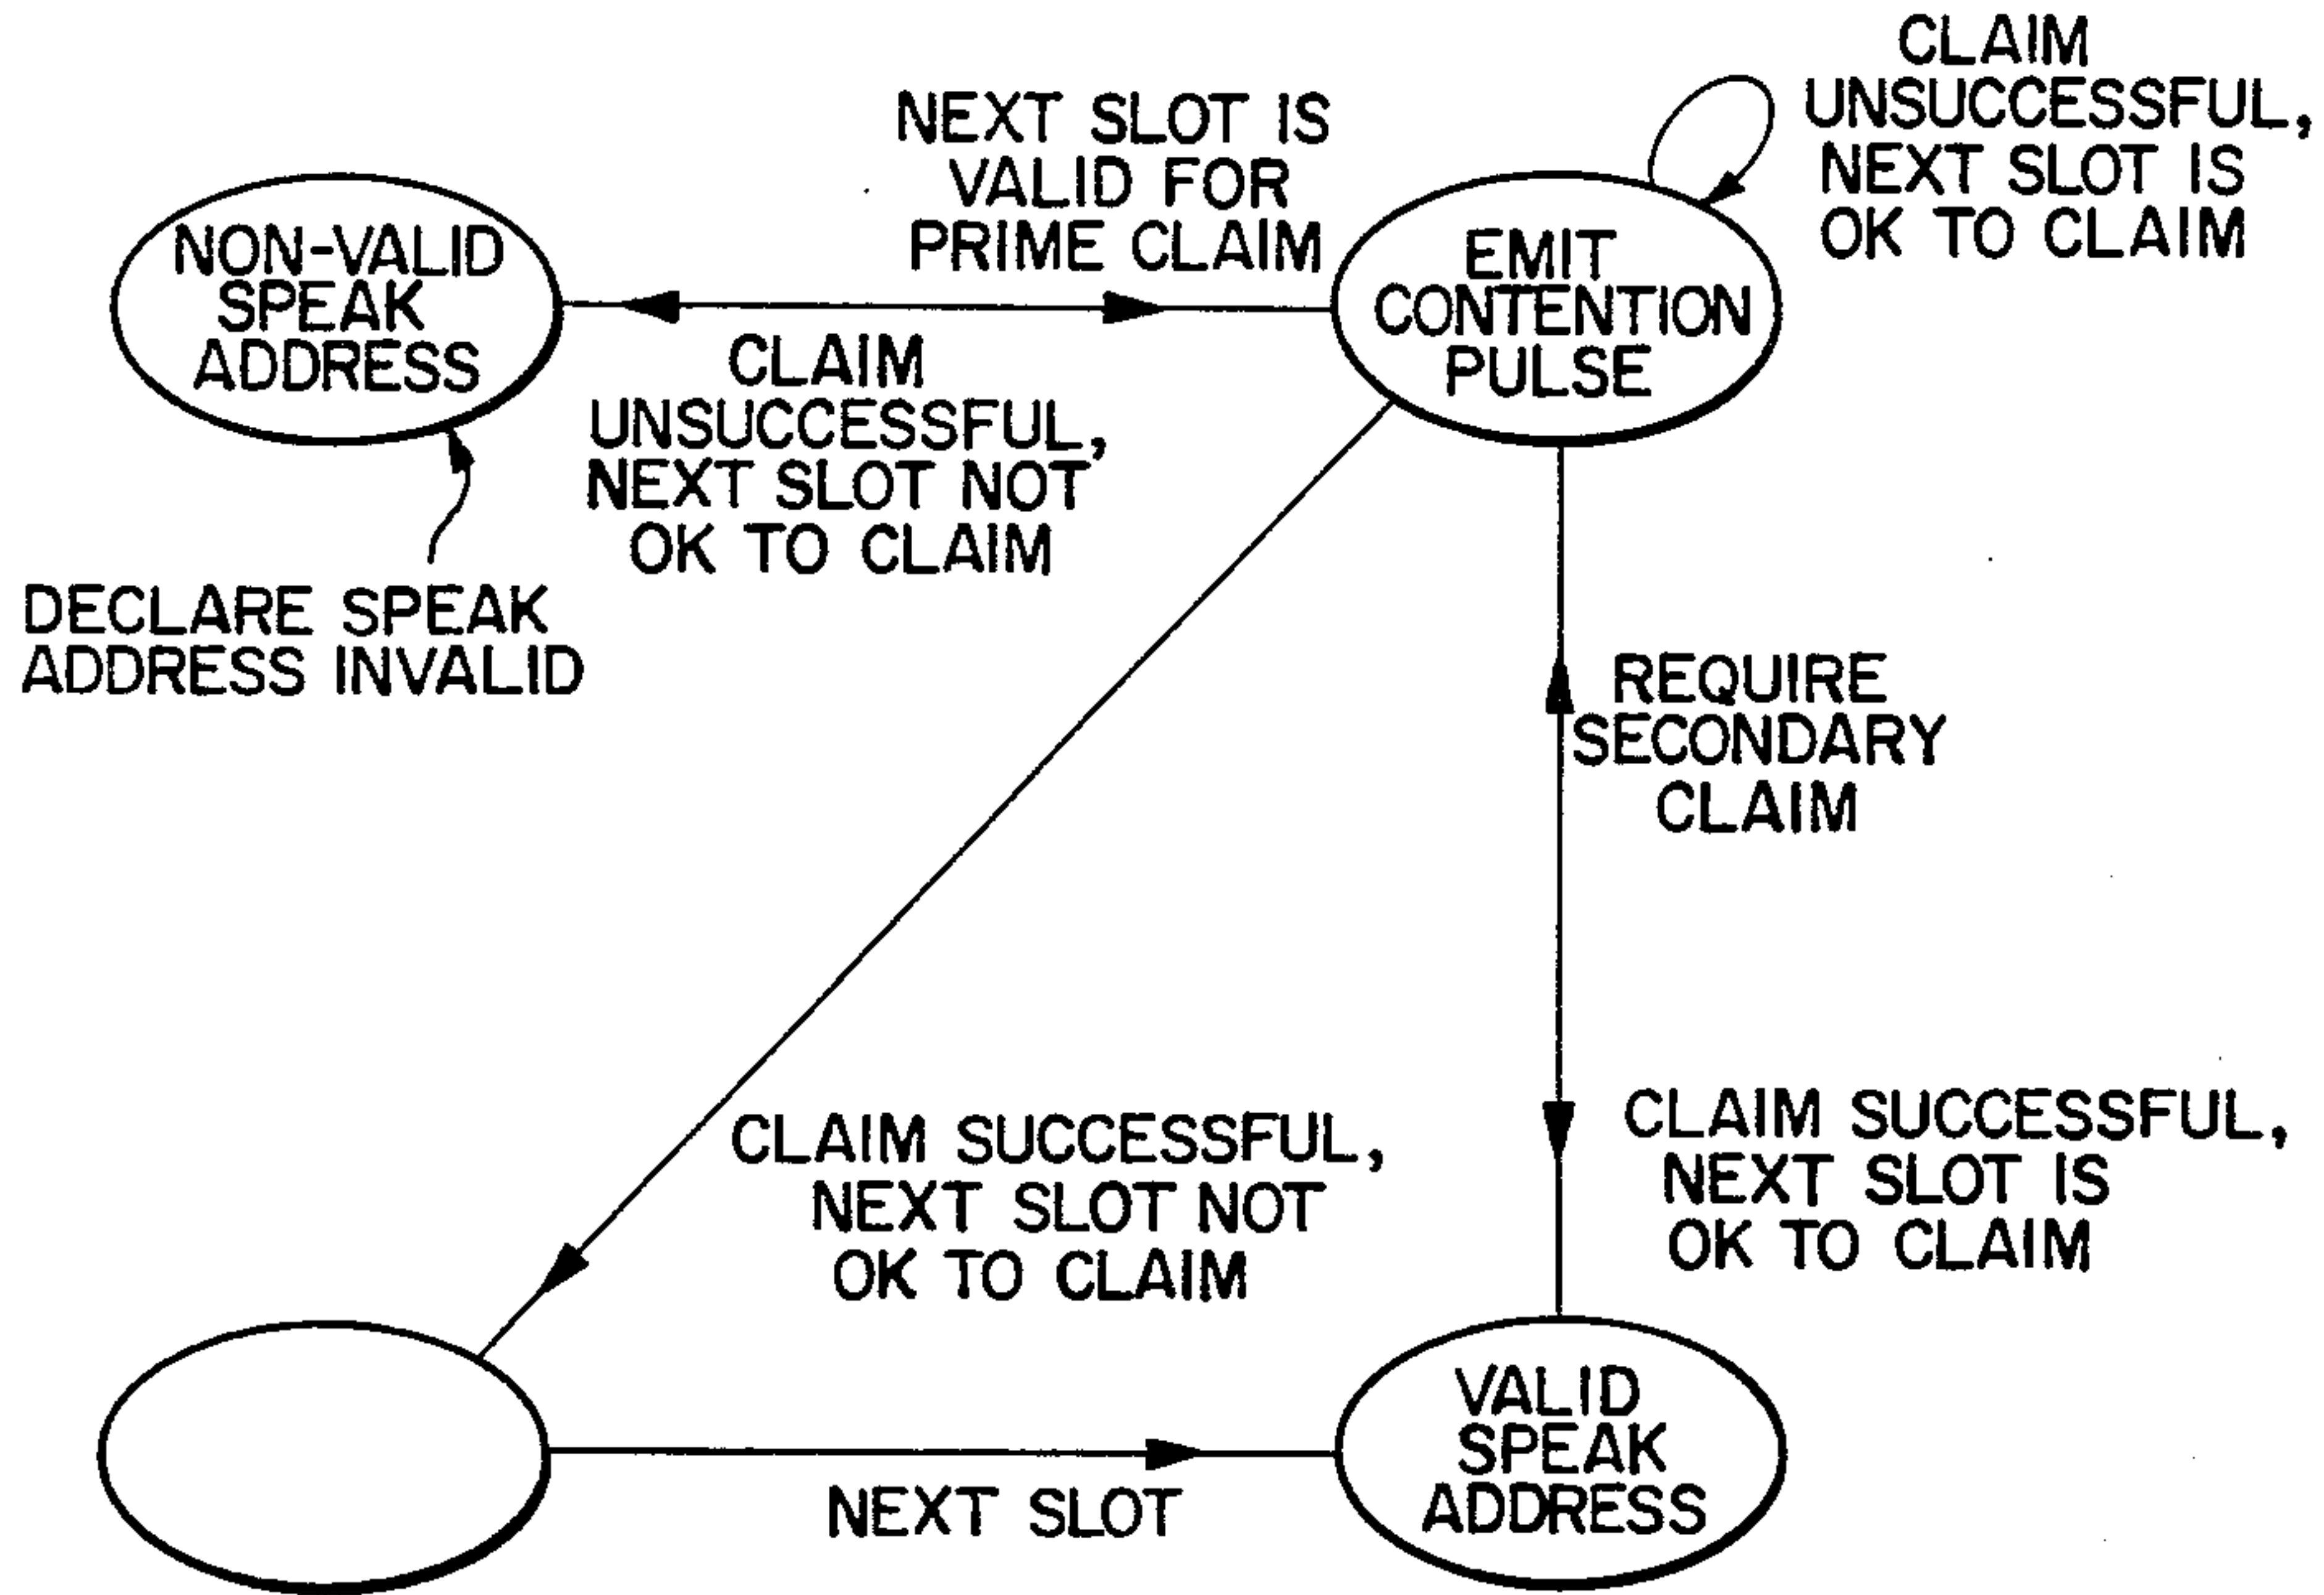 CLAIM
UNSUCCESSFUL,
NEXT SLOT IS
OK TO CLAIM
NEXT SLOT IS
VALID FOR
PRIME CLAIM
NON-VALID
SPEAK
ADDRESS
EMIT
CONTENTION
PULSE
CLAIM
UNSUCCESSFUL,
NEXT SLOT NOT
OK TO CLAIM
DECLARE SPEAK
ADDRESS INVALID
REQUIRE
SECONDARY
CLAIM
CLAIM SUCCESSFUL,
NEXT SLOT NOT
OK TO CLAIM
CLAIM SUCCESSFUL,
NEXT SLOT IS
OK TO CLAIM
VALID
SPEAK
ADDRESS
NEXT SLOT